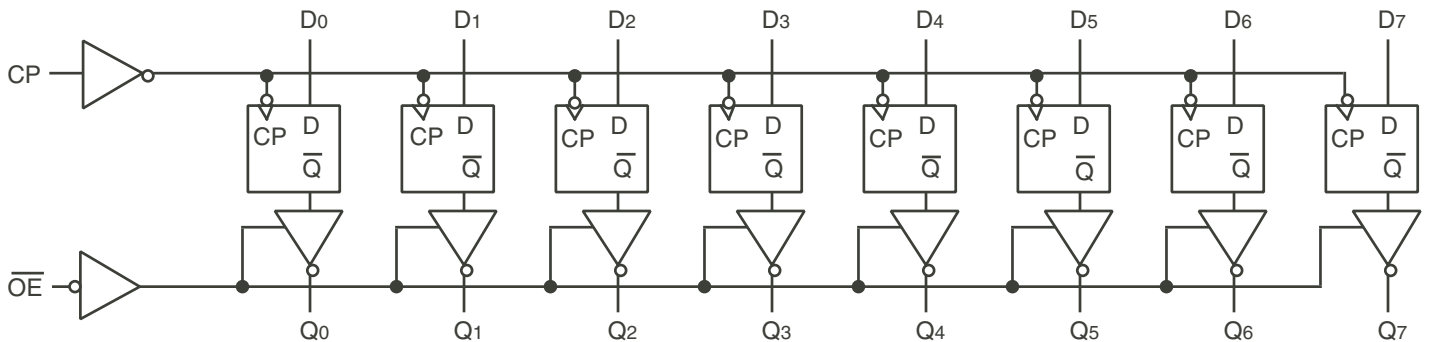 D0 D1 D2 D3 D4 D5 D6 D7
CP
CP D CP D CP D CP D CP D CP D CP D CP D
Q̅ Q̅ Q̅ Q̅ Q̅ Q̅ Q̅ Q̅
O̅E̅
Q0 Q1 Q2 Q3 Q4 Q5 Q6 Q7